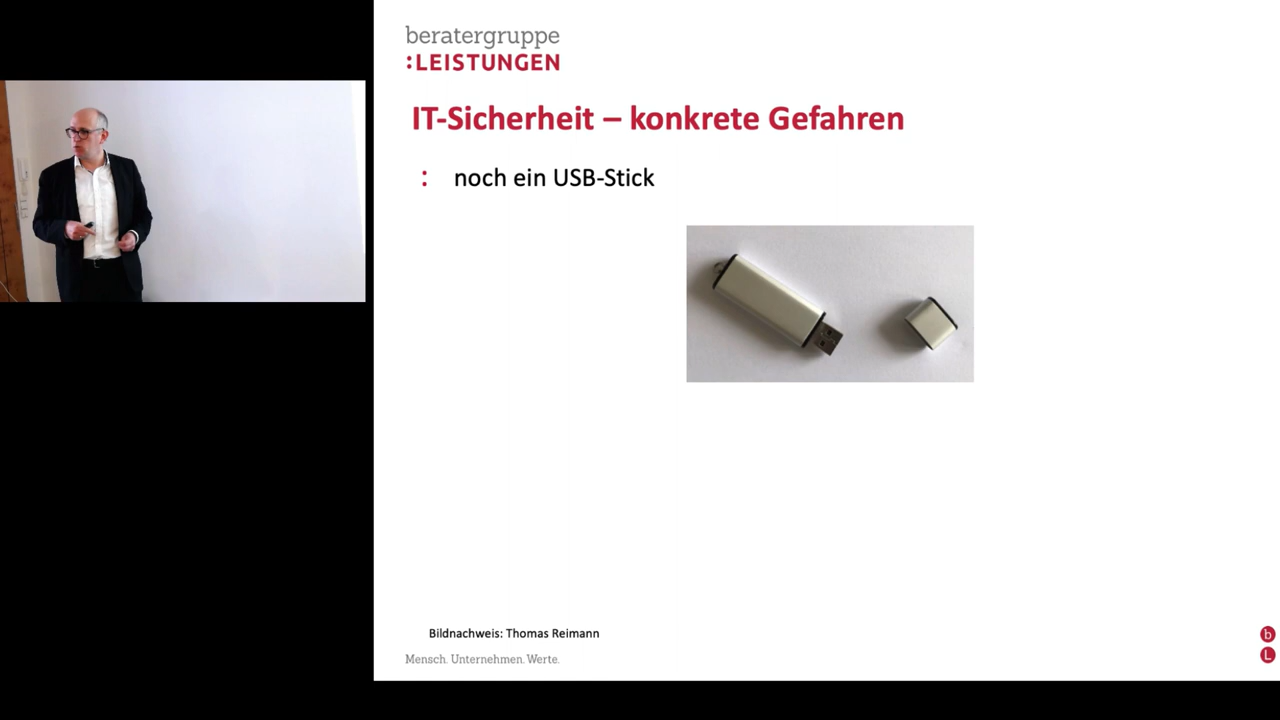 beratergruppe
:LEISTUNGEN
IT-Sicherheit – konkrete Gefahren
: noch ein USB-Stick
Bildnachweis: Thomas Reimann
Mensch. Unternehmen. Werte.
b
L